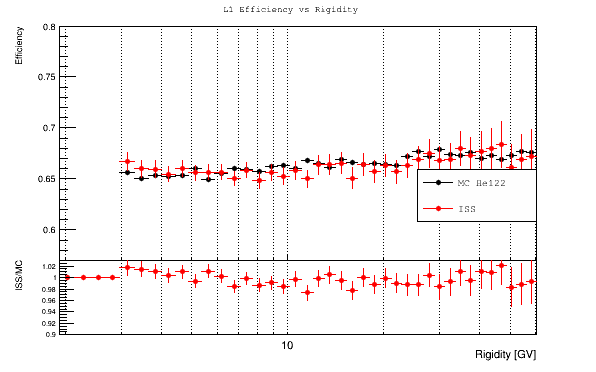 L1 Efficiency vs Rigidity
Efficiency
0.8
0.75
0.7
0.65
0.6
MC He122
ISS
ISS/MC
1.02
1
0.98
0.96
0.94
0.92
0.9
10
Rigidity [GV]